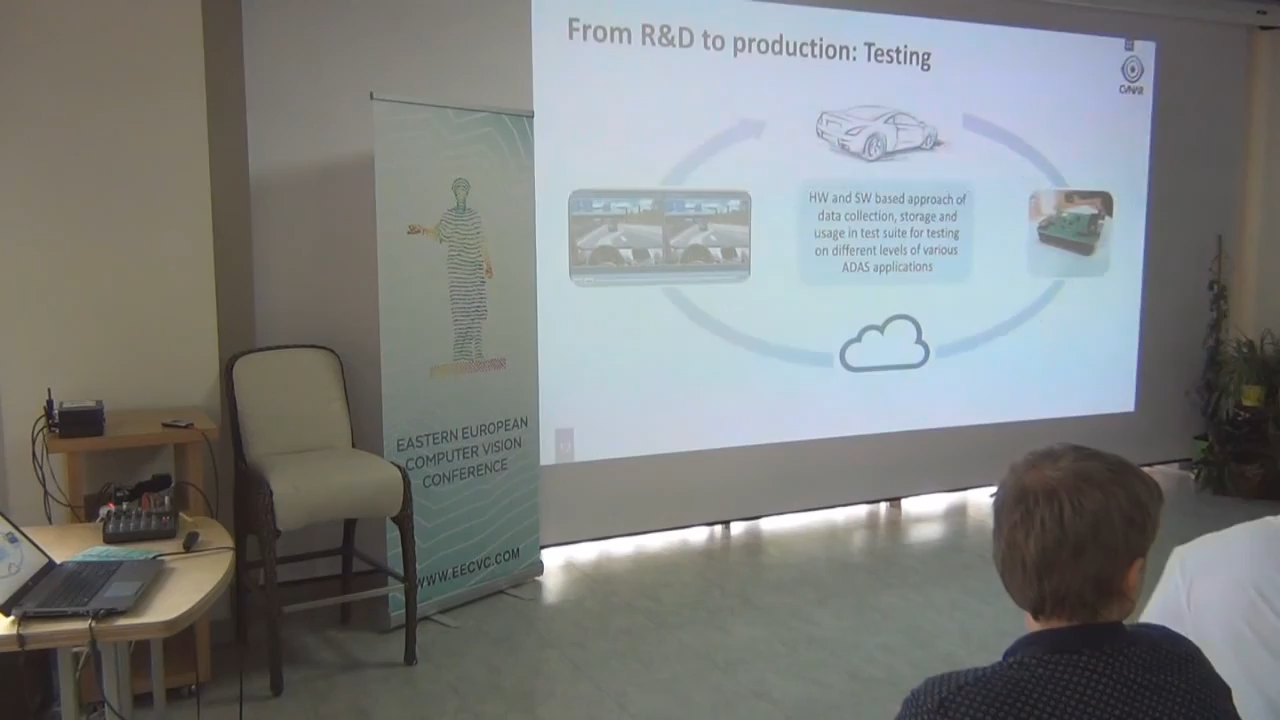 From R&D to production: Testing
HW and SW based approach of
data collection, storage and
usage in test suite for testing
on different levels of various
ADAS applications
EASTERN EUROPEAN
COMPUTER VISION
CONFERENCE
WWW.EECVC.COM